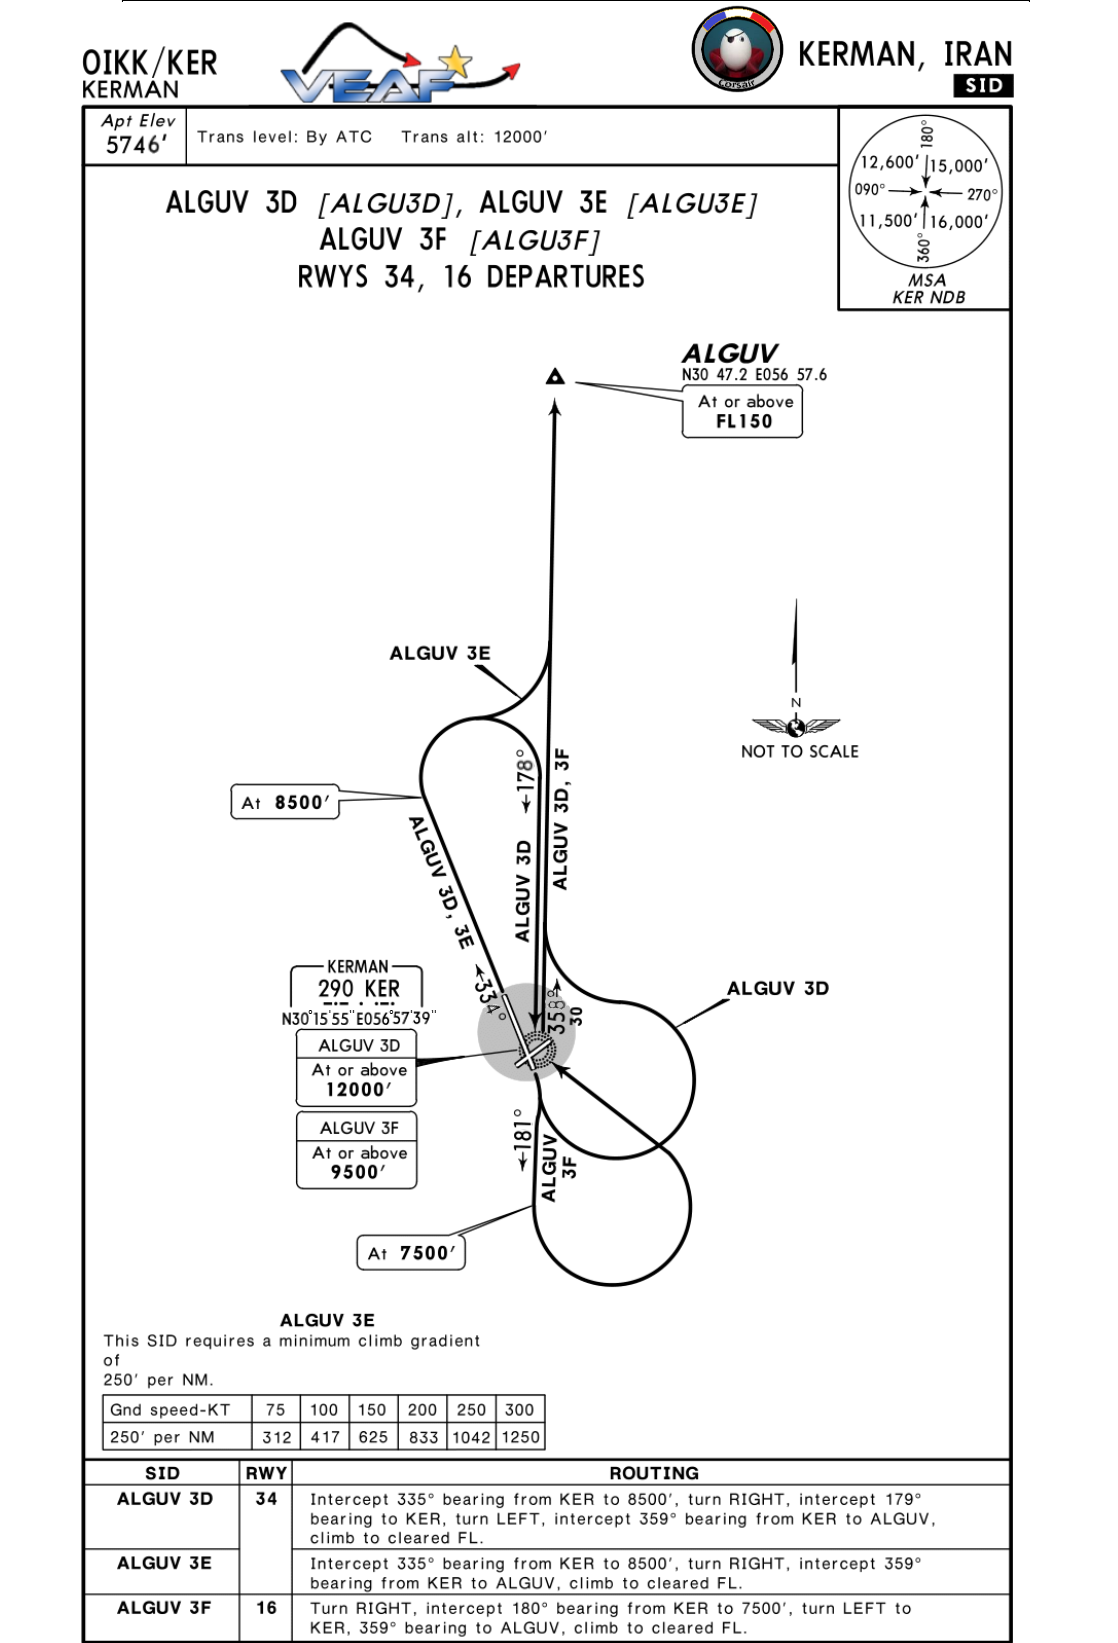 OIKK/KER
KERMAN
VEAF
corsair
KERMAN, IRAN
SID
Apt Elev
5746'
Trans level: By ATC Trans alt: 12000'
180°
12,600' 15,000'
090° 270°
11,500' 16,000'
360°
MSA
KER NDB
ALGUV 3D [ALGU3D], ALGUV 3E [ALGU3E]
ALGUV 3F [ALGU3F]
RWYS 34, 16 DEPARTURES
ALGUV
N30 47.2 E056 57.6
At or above
FL150
ALGUV 3E
N
NOT TO SCALE
178°
ALGUV 3D, 3F
At 8500'
ALGUV 3D, 3E
ALGUV 3D
334°
358°
30
KERMAN
290 KER
N30°15'55"E056°57'39"
ALGUV 3D
At or above
12000'
ALGUV 3D
ALGUV 3F
At or above
9500'
181°
ALGUV
3F
At 7500'
ALGUV 3E
This SID requires a minimum climb gradient
of
250' per NM.
Gnd speed-KT 75 100 150 200 250 300
250' per NM 312 417 625 833 1042 1250
SID RWY ROUTING
ALGUV 3D 34 Intercept 335° bearing from KER to 8500', turn RIGHT, intercept 179°
bearing to KER, turn LEFT, intercept 359° bearing from KER to ALGUV,
climb to cleared FL.
ALGUV 3E Intercept 335° bearing from KER to 8500', turn RIGHT, intercept 359°
bearing from KER to ALGUV, climb to cleared FL.
ALGUV 3F 16 Turn RIGHT, intercept 180° bearing from KER to 7500', turn LEFT to
KER, 359° bearing to ALGUV, climb to cleared FL.